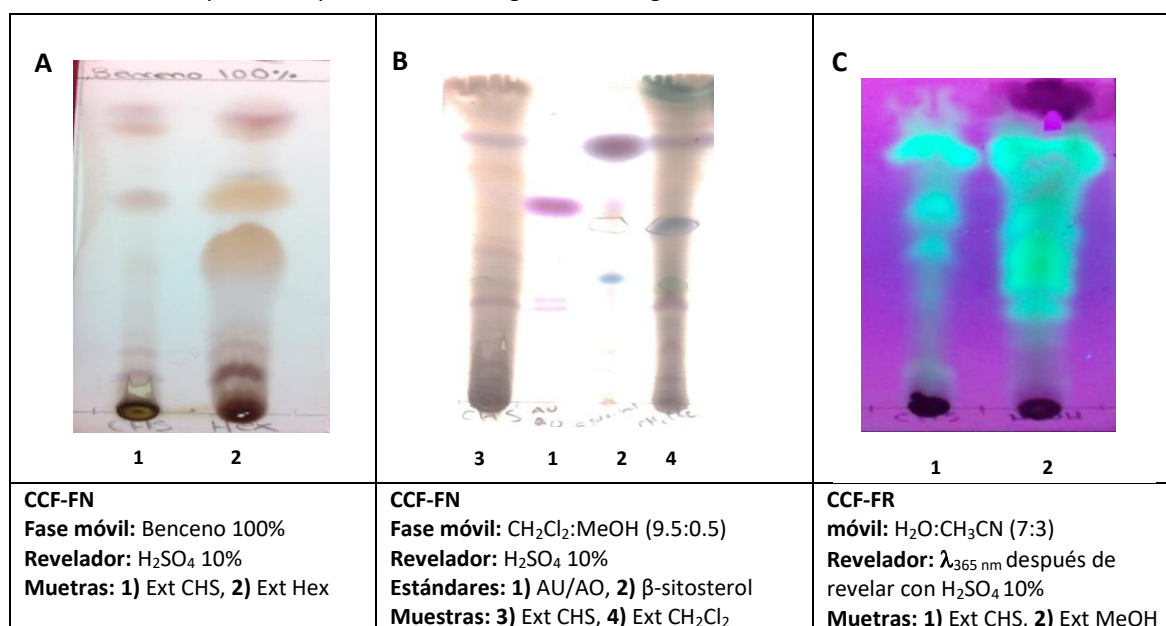 A
B
C
Benceno 100%
CHS
Hex
CHS
AU
AO
CH2Cl2
CHS
MeOH
1
2
3
1
2
4
1
2
CCF-FN
Fase móvil: Benceno 100%
Revelador: H₂SO₄ 10%
Muetras: 1) Ext CHS, 2) Ext Hex
CCF-FN
Fase móvil: CH₂Cl₂:MeOH (9.5:0.5)
Revelador: H₂SO₄ 10%
Estándares: 1) AU/AO, 2) β-sitosterol
Muestras: 3) Ext CHS, 4) Ext CH₂Cl₂
CCF-FR
móvil: H₂O:CH₃CN (7:3)
Revelador: λ₃₆₅ ₙₘ después de
revelar con H₂SO₄ 10%
Muetras: 1) Ext CHS. 2) Ext MeOH